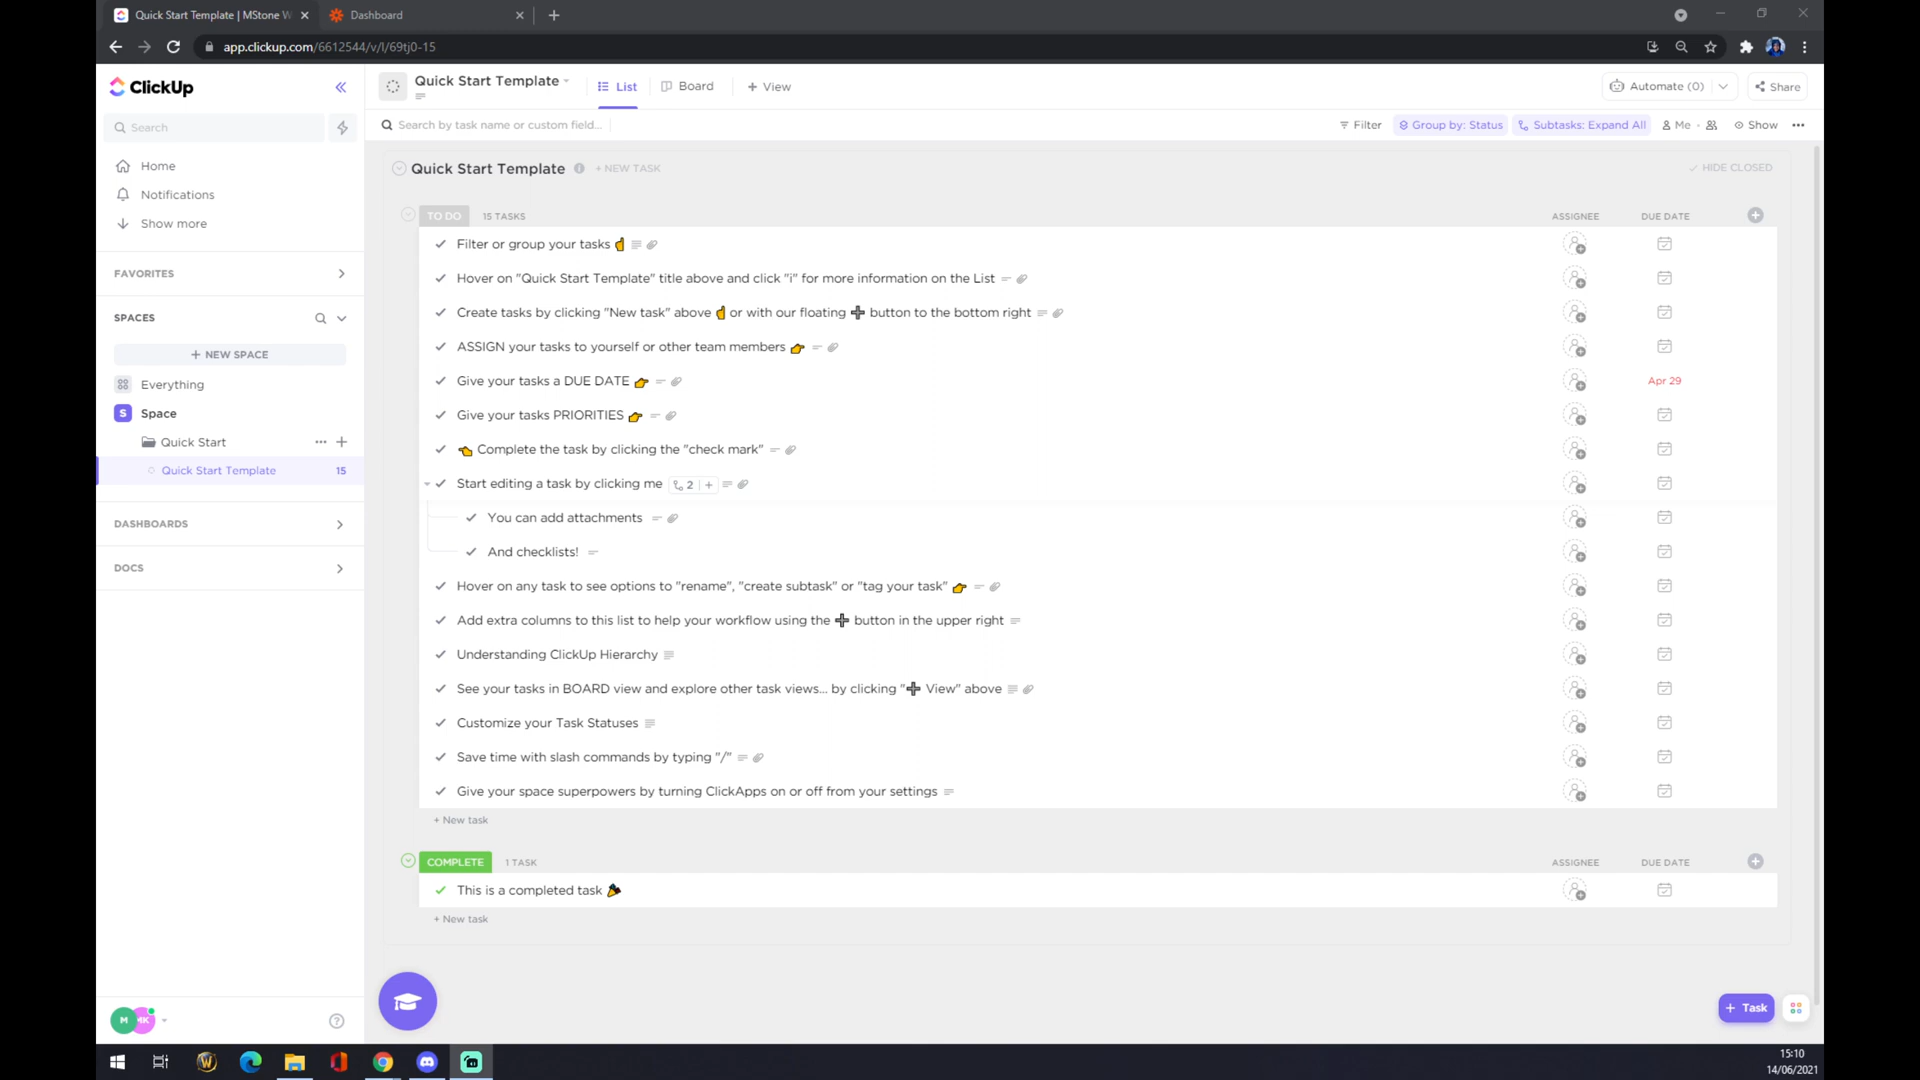 Quick Start Template | MStone W
Dashboard
app.clickup.com/6612544/v/l/69tj0-15
ClickUp
Quick Start Template
List
Board
+ View
Automate (0)
Share
Search
Search by task name or custom field...
Filter
Group by: Status
Subtasks: Expand All
Me
Show
Home
Notifications
Show more
FAVORITES
SPACES
+ NEW SPACE
Everything
S Space
Quick Start
Quick Start Template 15
DASHBOARDS
DOCS
M MK
Quick Start Template + NEW TASK
HIDE CLOSED
TO DO 15 TASKS ASSIGNEE DUE DATE
Filter or group your tasks ☝
Hover on "Quick Start Template" title above and click "i" for more information on the List
Create tasks by clicking "New task" above ☝ or with our floating ➕ button to the bottom right
ASSIGN your tasks to yourself or other team members 👉
Give your tasks a DUE DATE 👉 Apr 29
Give your tasks PRIORITIES 👉
👈 Complete the task by clicking the "check mark"
Start editing a task by clicking me 2 +
You can add attachments
And checklists!
Hover on any task to see options to "rename", "create subtask" or "tag your task" 👉
Add extra columns to this list to help your workflow using the ➕ button in the upper right
Understanding ClickUp Hierarchy
See your tasks in BOARD view and explore other task views... by clicking "➕ View" above
Customize your Task Statuses
Save time with slash commands by typing "/"
Give your space superpowers by turning ClickApps on or off from your settings
+ New task
COMPLETE 1 TASK ASSIGNEE DUE DATE
This is a completed task 🎉
+ New task
+ Task
15:10
14/06/2021